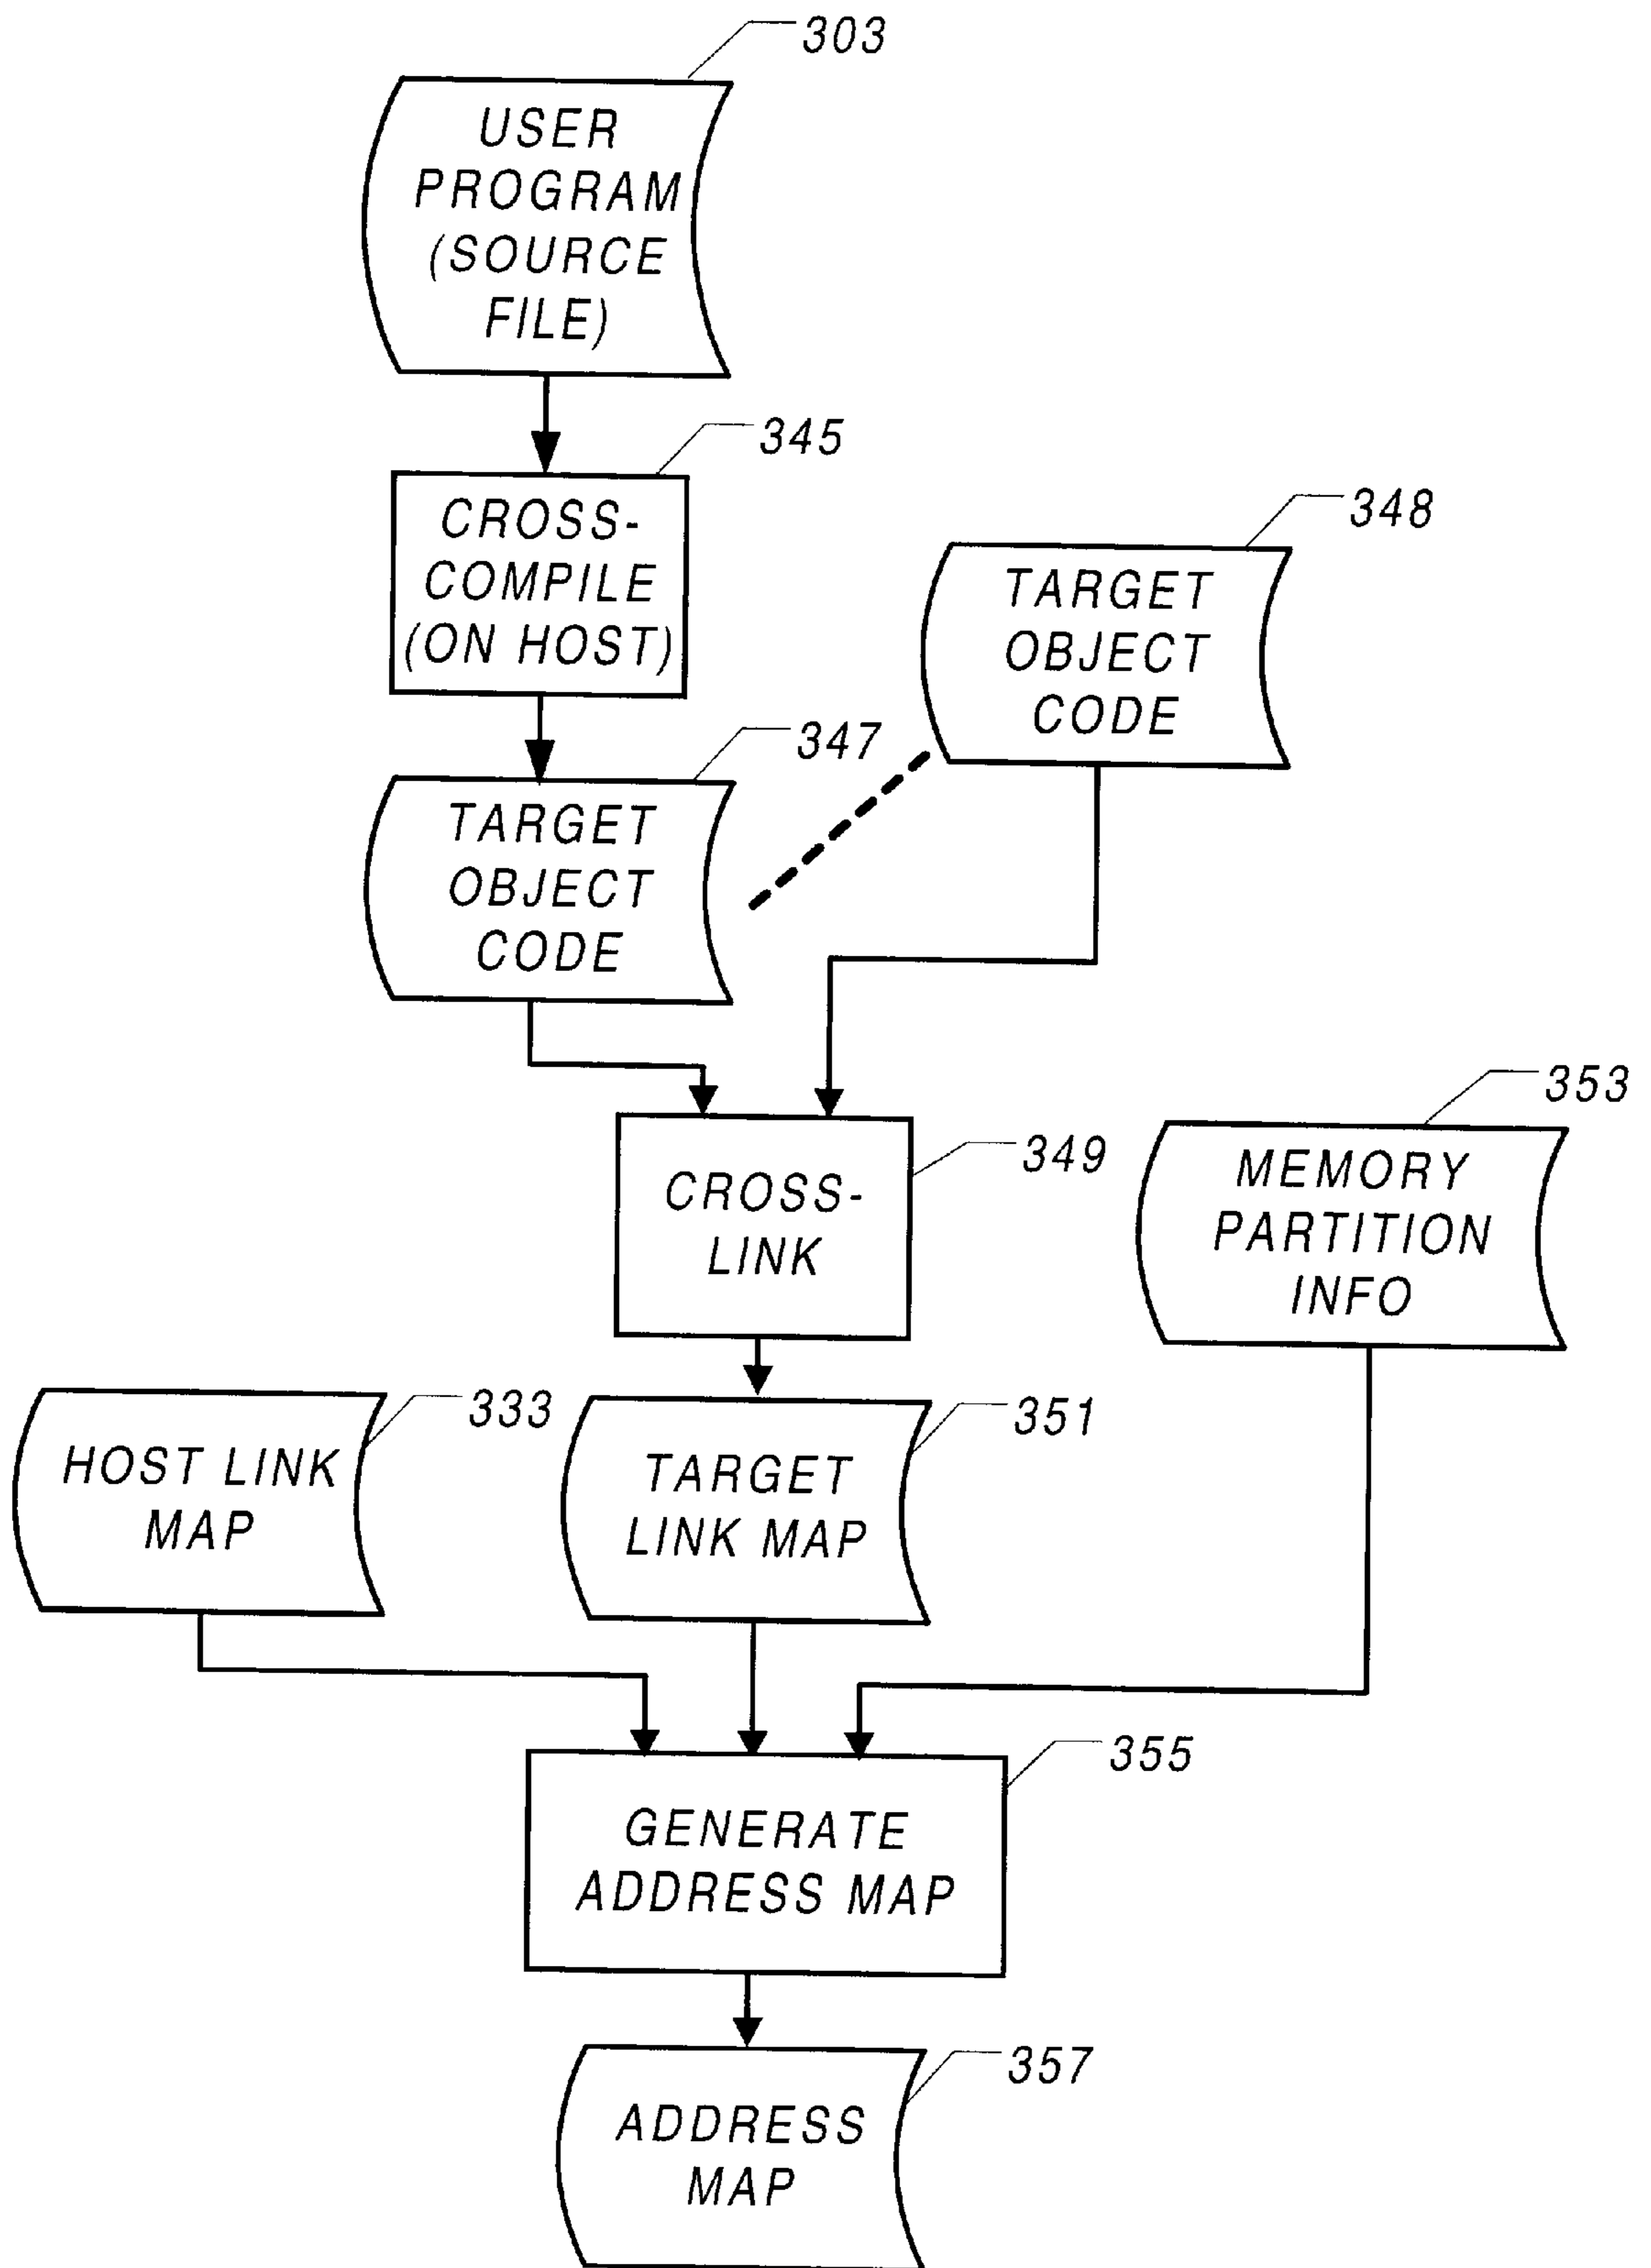 303
USER
PROGRAM
(SOURCE
FILE)
345
CROSS-
COMPILE
(ON HOST)
348
TARGET
OBJECT
CODE
347
TARGET
OBJECT
CODE
349
CROSS-
LINK
353
MEMORY
PARTITION
INFO
333
HOST LINK
MAP
351
TARGET
LINK MAP
355
GENERATE
ADDRESS MAP
357
ADDRESS
MAP